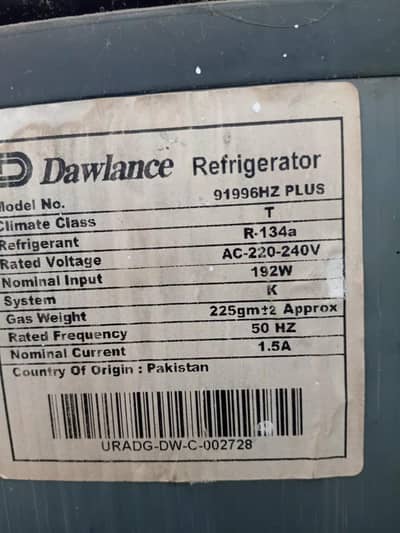 Dawlance Refrigerator
Model No. 91996HZ PLUS
Climate Class T
Refrigerant R-134a
Rated Voltage AC-220-240V
Nominal Input 192W
System K
Gas Weight 225gm±2 Approx
Rated Frequency 50 HZ
Nominal Current 1.5A
Country Of Origin : Pakistan
URADG-DW-C-002728